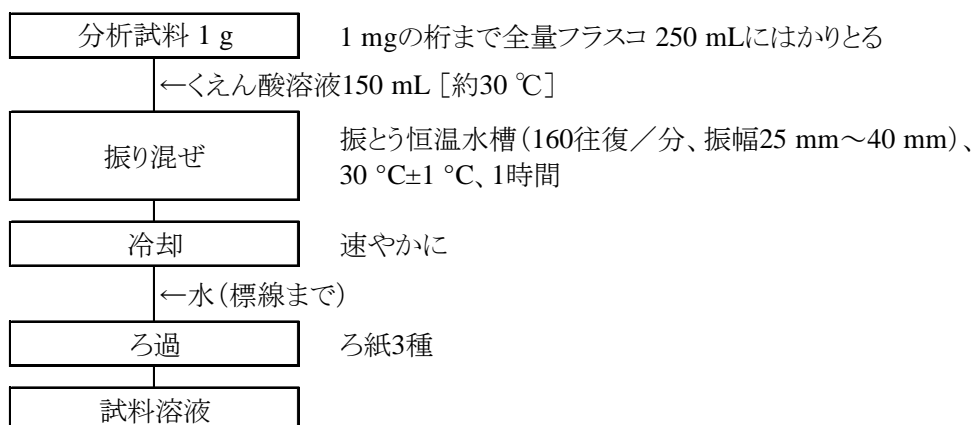 分析試料 1 g
1 mgの桁まで全量フラスコ 250 mLにはかりとる
←くえん酸溶液150 mL [約30 ℃]
振り混ぜ
振とう恒温水槽(160往復/分、振幅25 mm~40 mm)、
30 °C±1 °C、1時間
冷却
速やかに
←水(標線まで)
ろ過
ろ紙3種
試料溶液